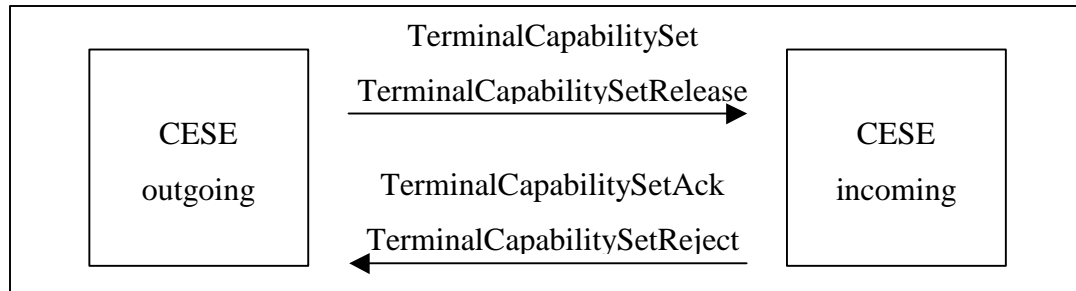 TerminalCapabilitySet
TerminalCapabilitySetRelease
CESE
outgoing
CESE
incoming
TerminalCapabilitySetAck
TerminalCapabilitySetReject